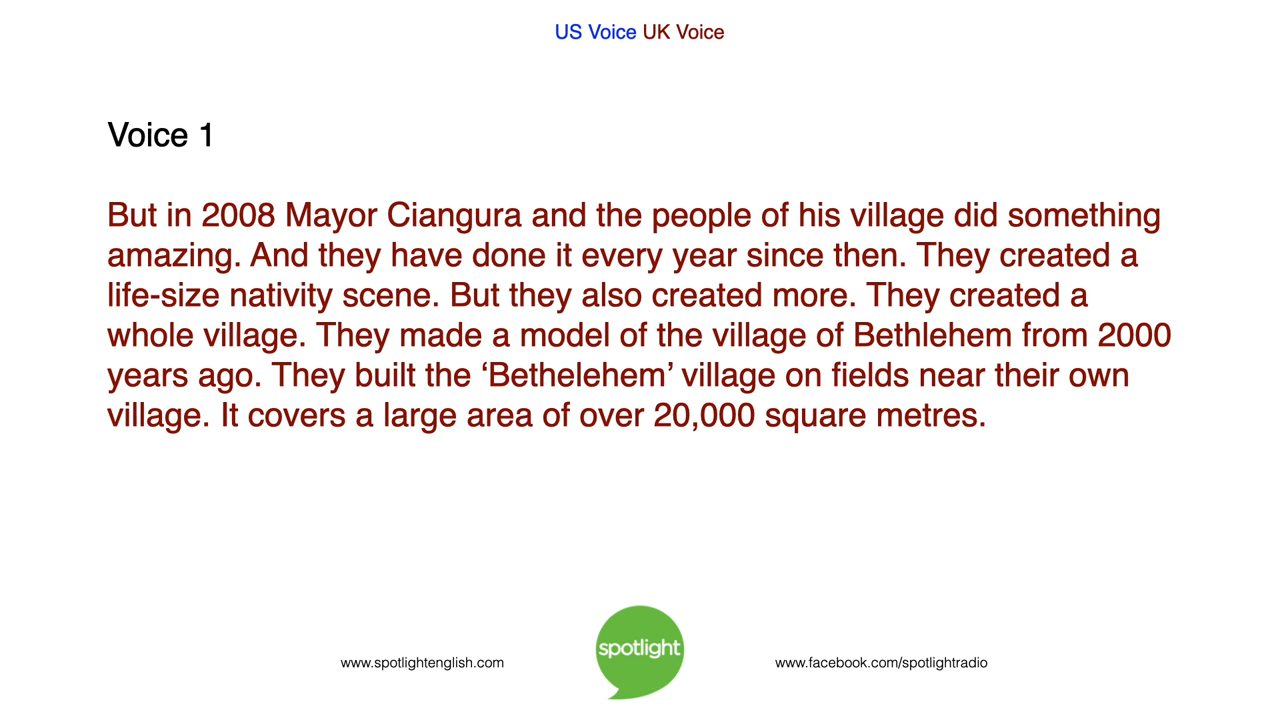 US Voice UK Voice
Voice 1
But in 2008 Mayor Ciangura and the people of his village did something
amazing. And they have done it every year since then. They created a
life-size nativity scene. But they also created more. They created a
whole village. They made a model of the village of Bethlehem from 2000
years ago. They built the ‘Bethelehem’ village on fields near their own
village. It covers a large area of over 20,000 square metres.
spotlight
www.spotlightenglish.com
www.facebook.com/spotlightradio